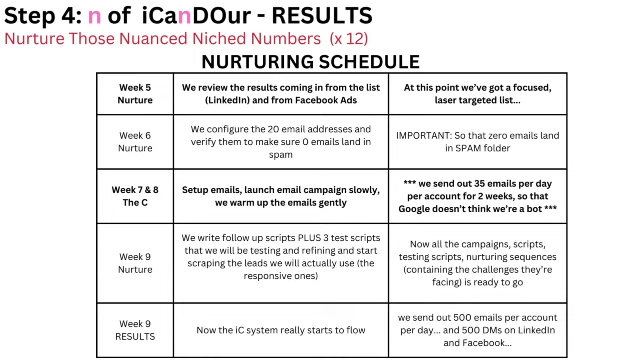 Step 4: n of iCanDOur - RESULTS
Nurture Those Nuanced Niched Numbers (x 12)
NURTURING SCHEDULE
Week 5
Nurture
We review the results coming in from the list
(LinkedIn) and from Facebook Ads
At this point we've got a focused,
laser targeted list...
Week 6
Nurture
We configure the 20 email addresses and
verify them to make sure 0 emails land in
spam
IMPORTANT: So that zero emails land
in SPAM folder
Week 7 & 8
The C
Setup emails, launch email campaign slowly,
we warm up the emails gently
*** we send out 35 emails per day
per account for 2 weeks, so that
Google doesn't think we're a bot ***
Week 9
Nurture
We write follow up scripts PLUS 3 test scripts
that we will be testing and refining and start
scraping the leads we will actually use (the
responsive ones)
Now all the campaigns, scripts,
testing scripts, nurturing sequences
(containing the challenges they're
facing) is ready to go
Week 9
RESULTS
Now the iC system really starts to flow
we send out 500 emails per account
per day... and 500 DMs on LinkedIn
and Facebook...